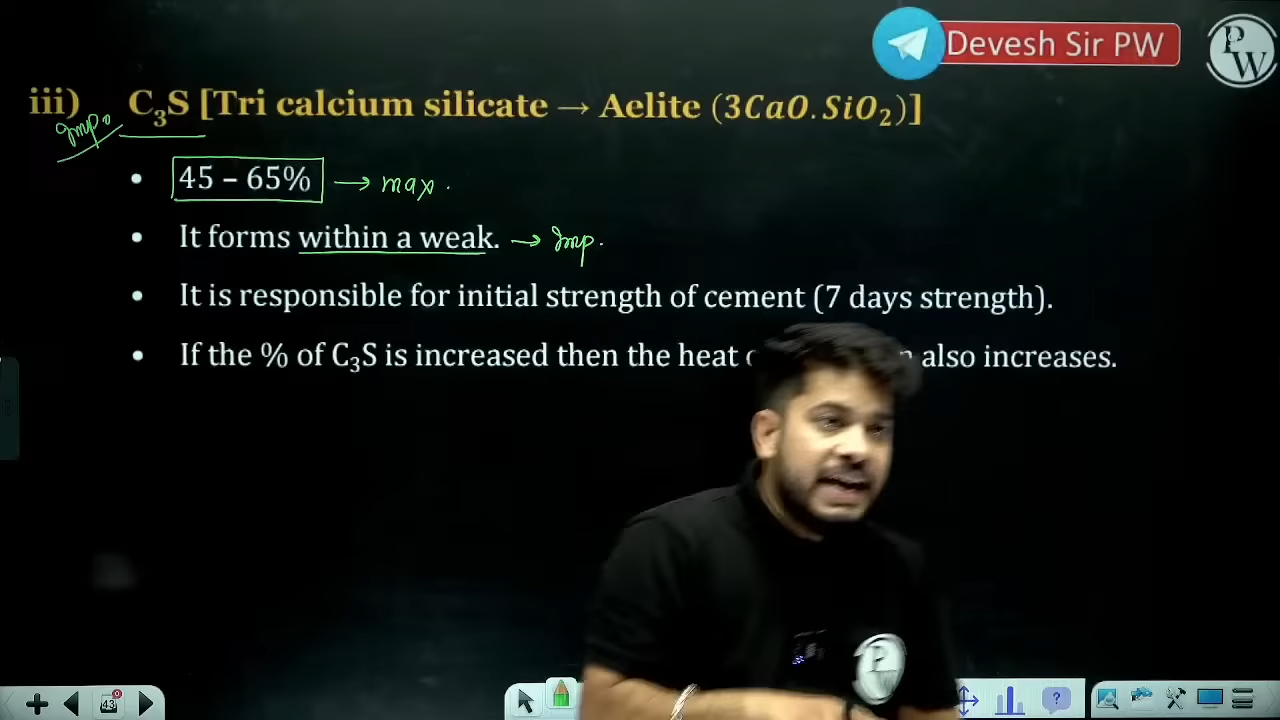 Devesh Sir PW
PW
iii) C₃S [Tri calcium silicate → Aelite (3CaO.SiO₂)]
Imp.
• 45 – 65% → max.
• It forms within a weak. → Imp.
• It is responsible for initial strength of cement (7 days strength).
• If the % of C₃S is increased then the heat also increases.
43
P